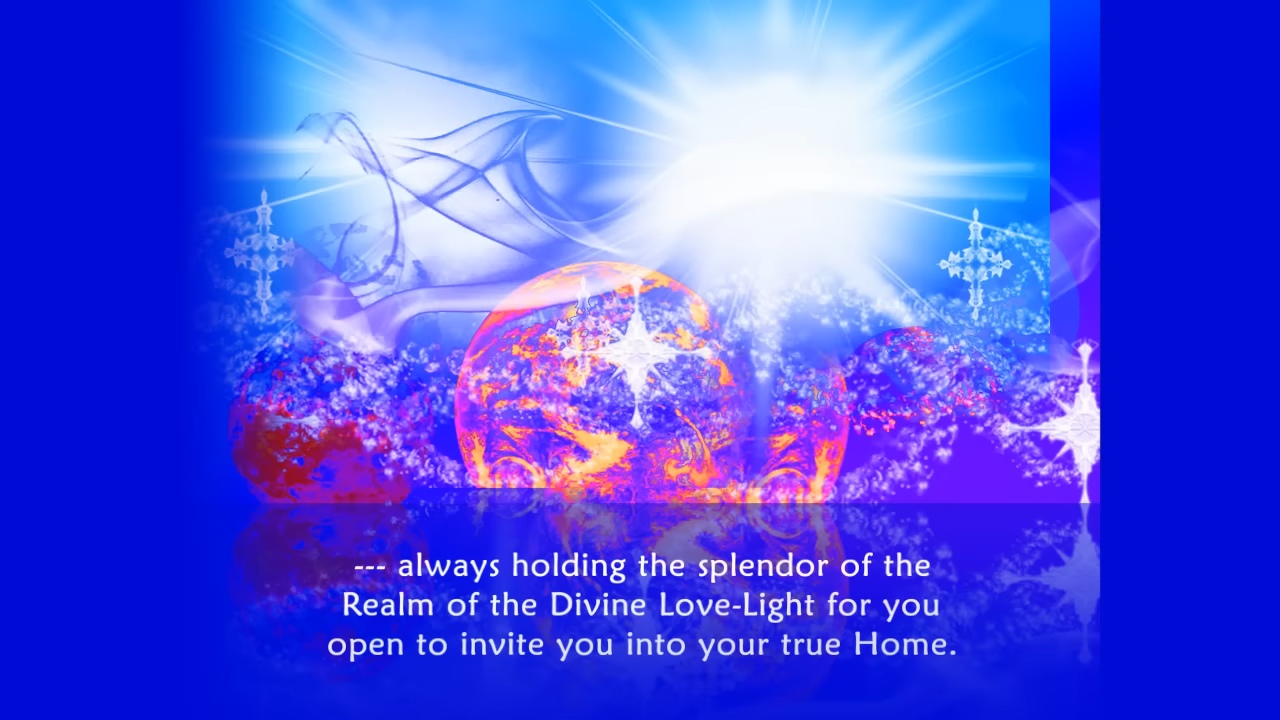 --- always holding the splendor of the
Realm of the Divine Love-Light for you
open to invite you into your true Home.